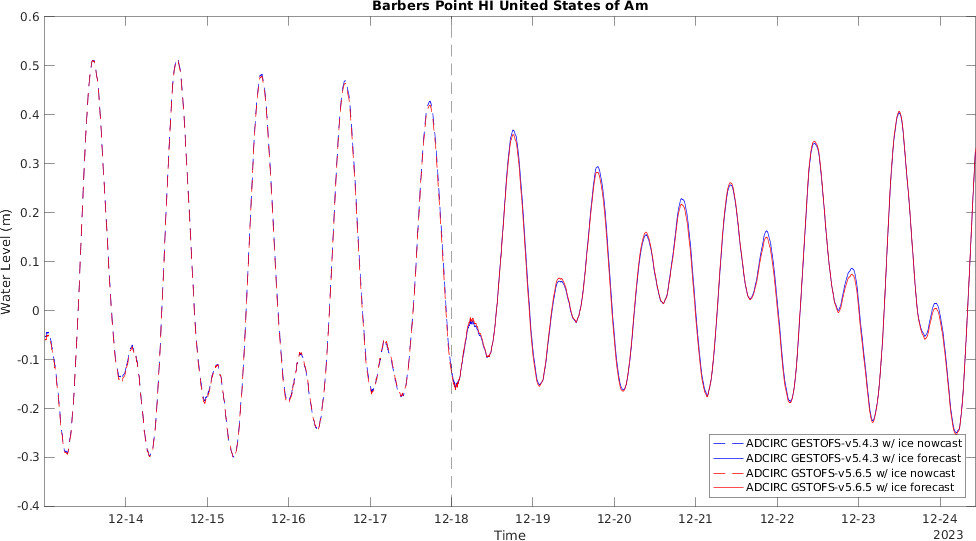 Barbers Point HI United States of Am
0.6
0.5
0.4
0.3
0.2
0.1
0
-0.1
-0.2
-0.3
-0.4
Water Level (m)
ADCIRC GESTOFS-v5.4.3 w/ ice nowcast
ADCIRC GESTOFS-v5.4.3 w/ ice forecast
ADCIRC GSTOFS-v5.6.5 w/ ice nowcast
ADCIRC GSTOFS-v5.6.5 w/ ice forecast
12-14 12-15 12-16 12-17 12-18 12-19 12-20 12-21 12-22 12-23 12-24
Time
2023